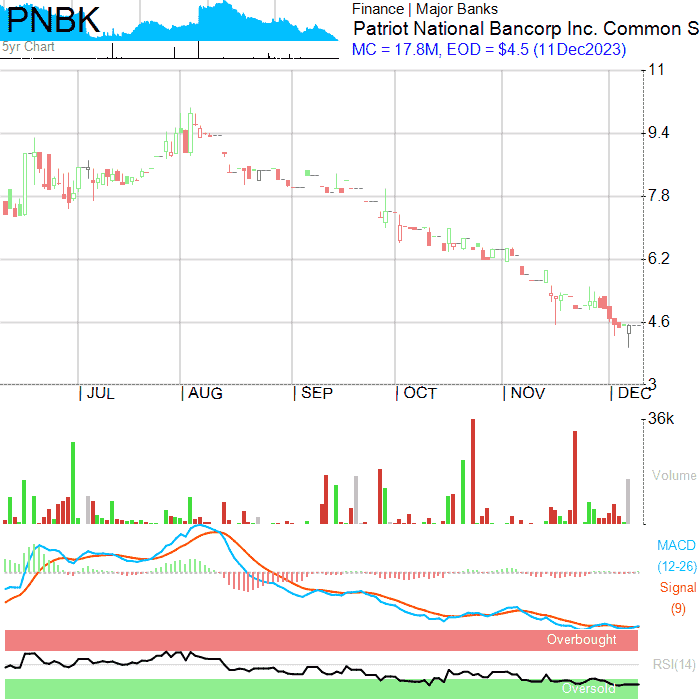 PNBK
5yr Chart
Finance | Major Banks
Patriot National Bancorp Inc. Common S
MC = 17.8M, EOD = $4.5 (11Dec2023)
11
9.4
7.8
6.2
4.6
3
JUL AUG SEP OCT NOV DEC
36k
Volume
MACD
(12-26)
Signal
(9)
Overbought
RSI(14)
Oversold